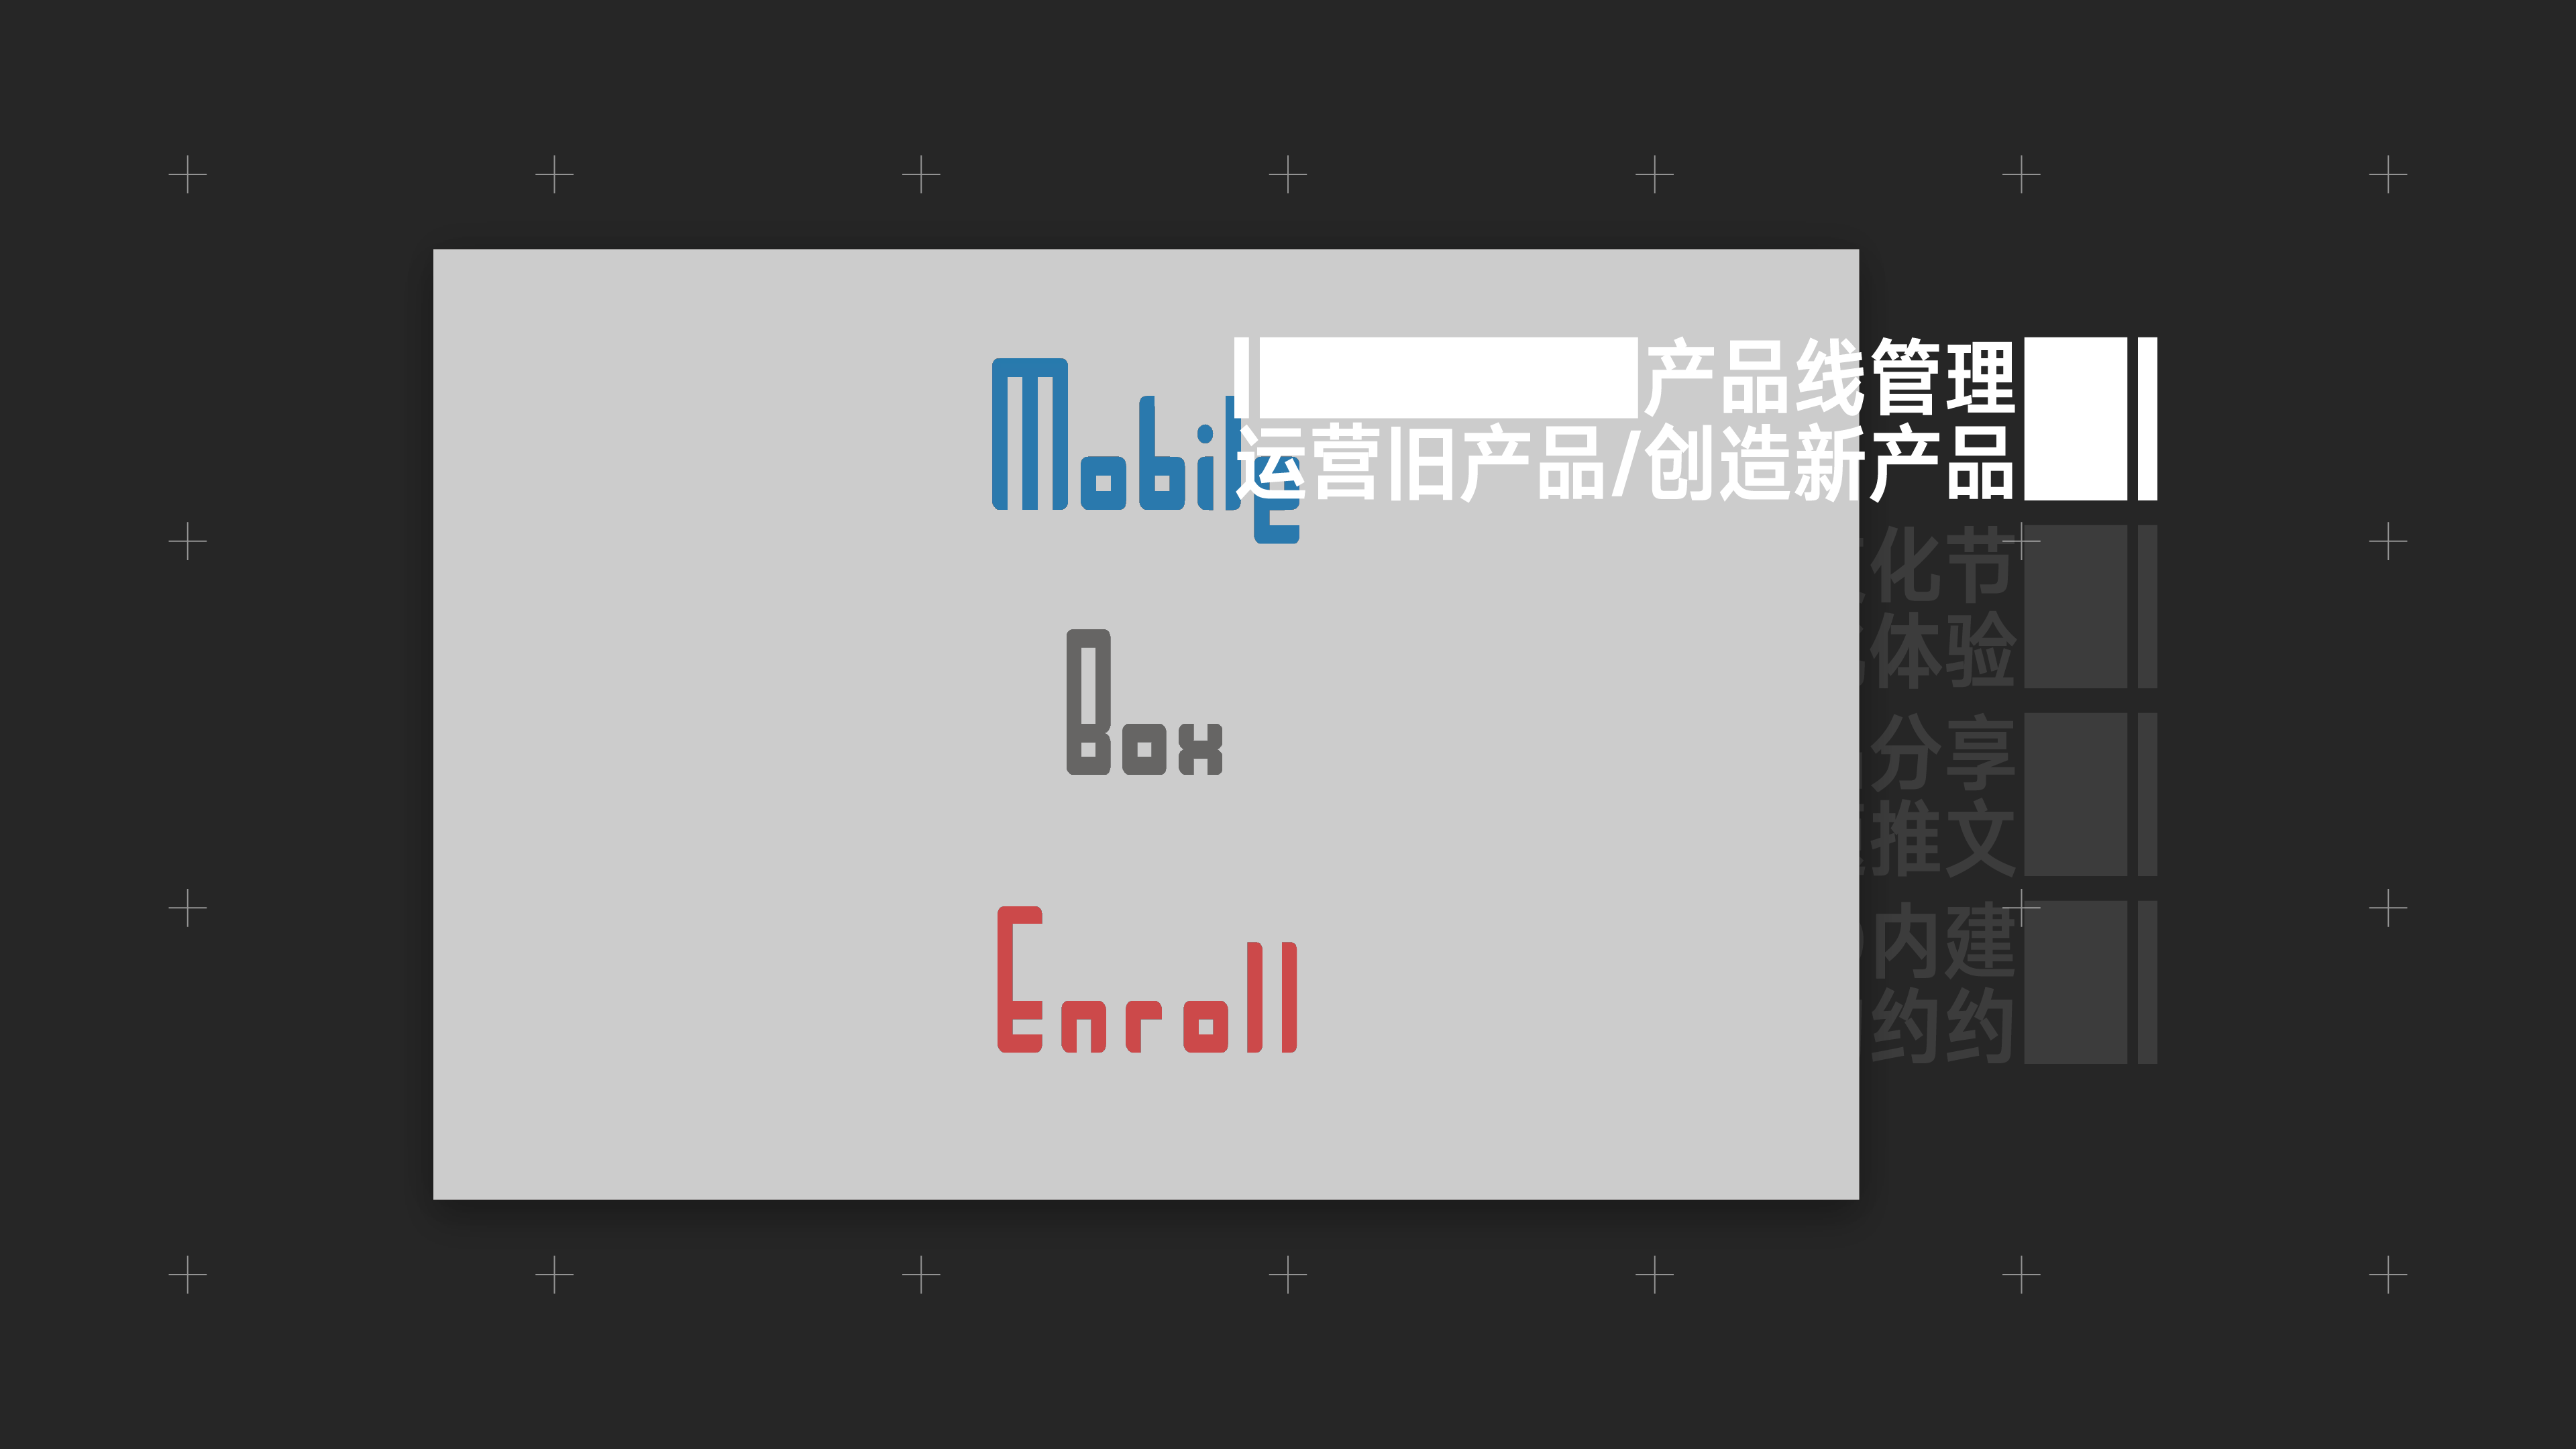 Mobile
产品线管理
运营旧产品/创造新产品
化节
体验
Box
分享
推文
内建
约约
Enroll